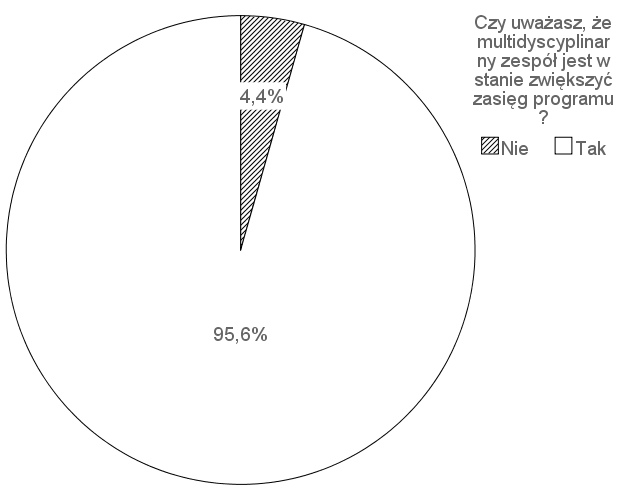 Czy uważasz, że
multidyscyplinar
ny zespół jest w
stanie zwiększyć
zasięg programu
?
Nie Tak
4,4%
95,6%